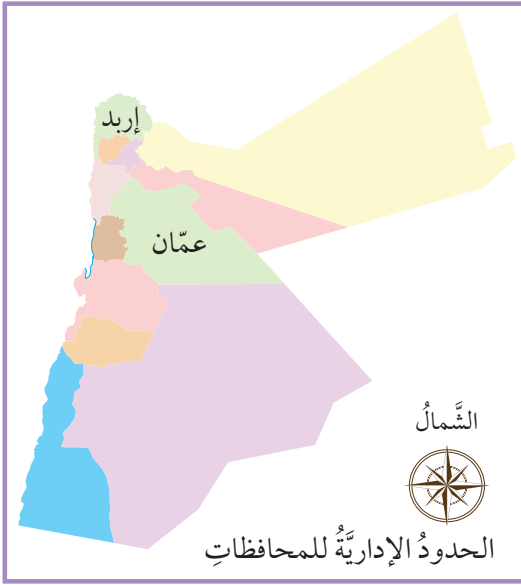 إربد
عمّان
الشَّمالُ
الحدودُ الإداريَّةُ للمحافظاتِ